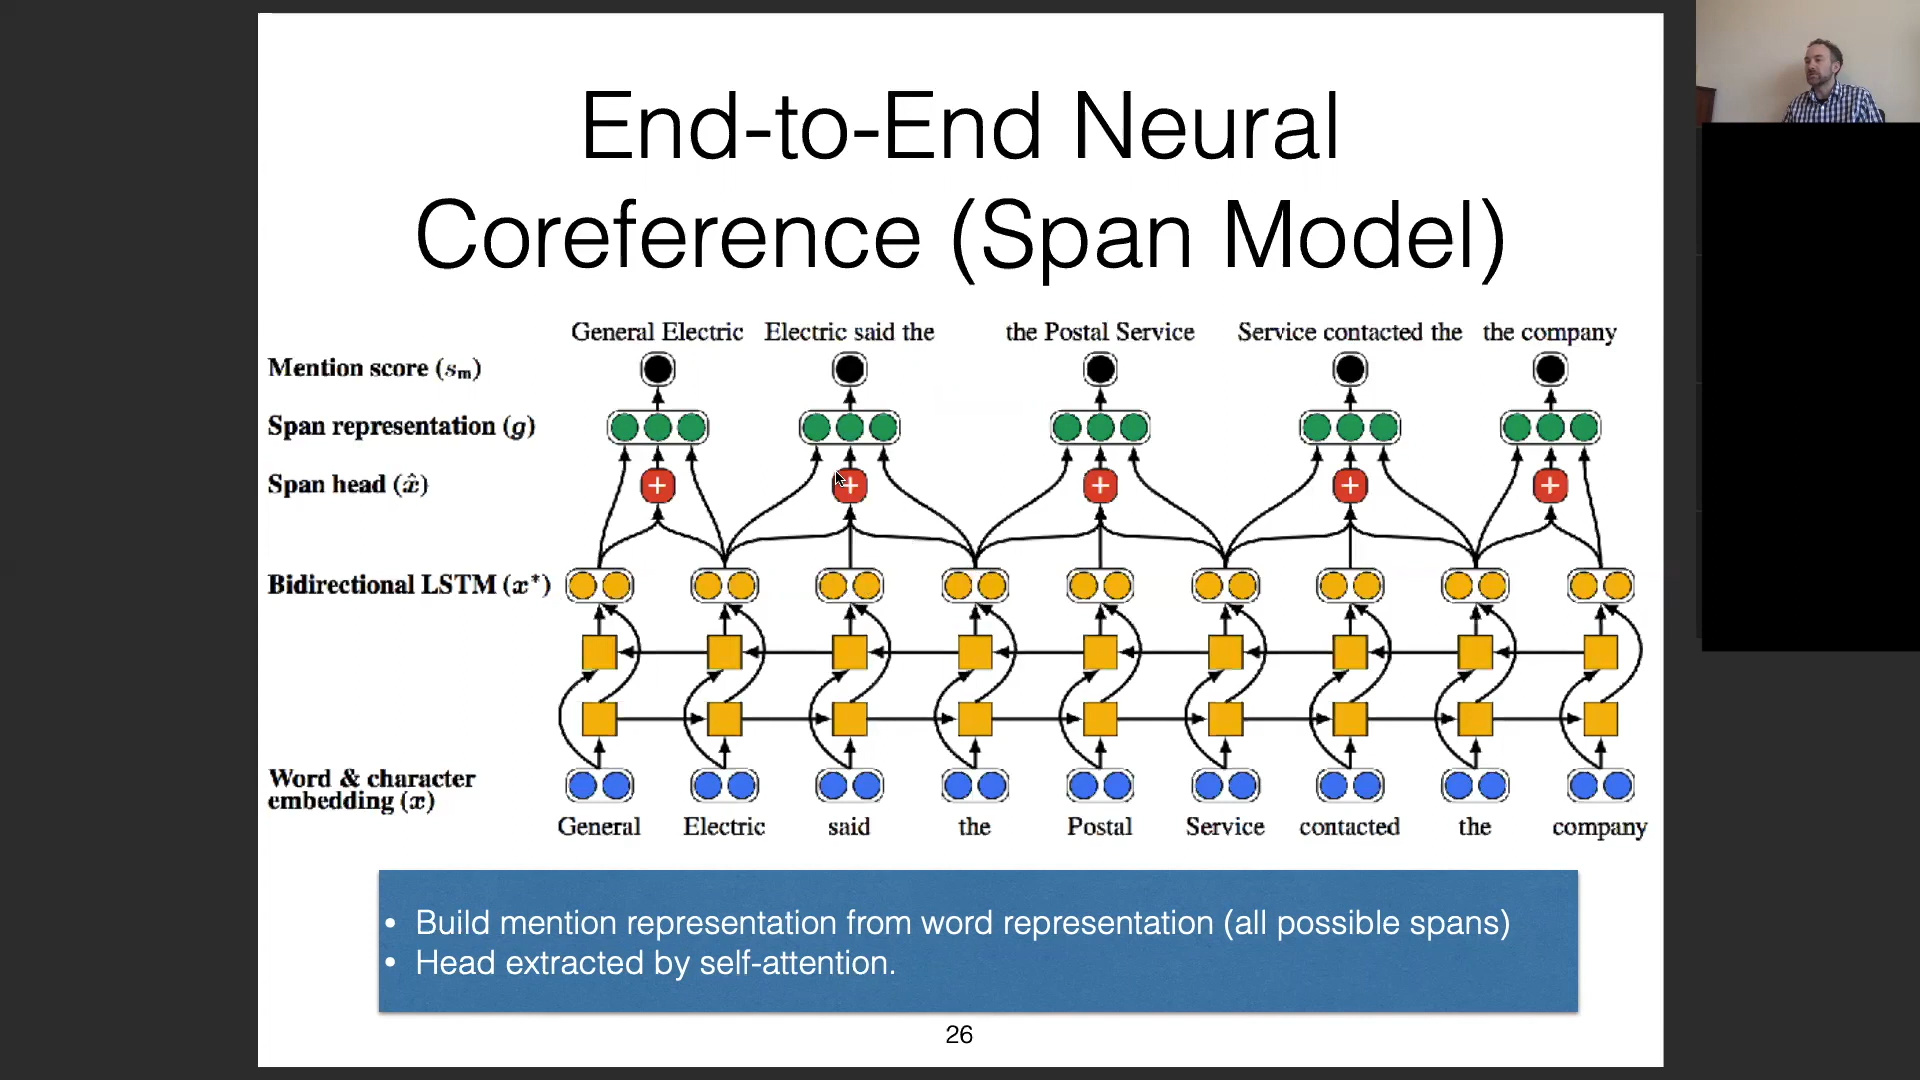 End-to-End Neural
Coreference (Span Model)
General Electric Electric said the the Postal Service Service contacted the the company
Mention score (sm)
Span representation (g)
Span head (x̂)
+ + + + +
Bidirectional LSTM (x*)
Word & character
embedding (x)
General Electric said the Postal Service contacted the company
• Build mention representation from word representation (all possible spans)
• Head extracted by self-attention.
26